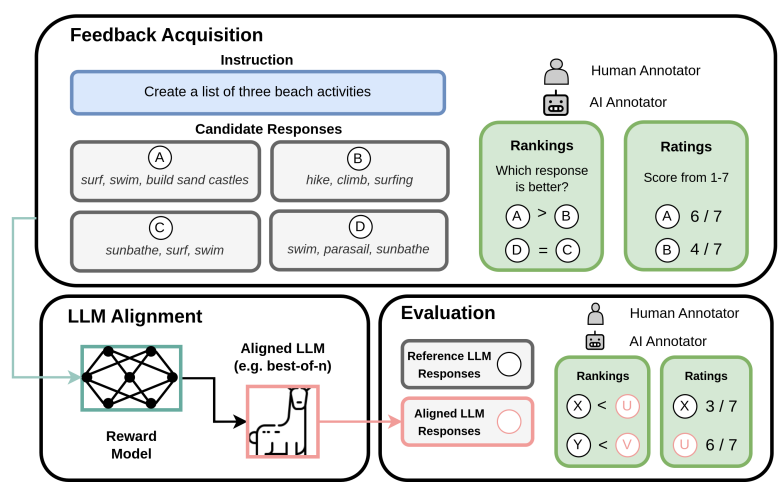 Feedback Acquisition
Instruction
Create a list of three beach activities
Candidate Responses
A
surf, swim, build sand castles
B
hike, climb, surfing
C
sunbathe, surf, swim
D
swim, parasail, sunbathe
Human Annotator
AI Annotator
Rankings
Which response
is better?
A > B
D = C
Ratings
Score from 1-7
A 6 / 7
B 4 / 7
LLM Alignment
Reward
Model
Aligned LLM
(e.g. best-of-n)
Evaluation
Reference LLM
Responses
Aligned LLM
Responses
Human Annotator
AI Annotator
Rankings
X < U
Y < V
Ratings
X 3 / 7
U 6 / 7